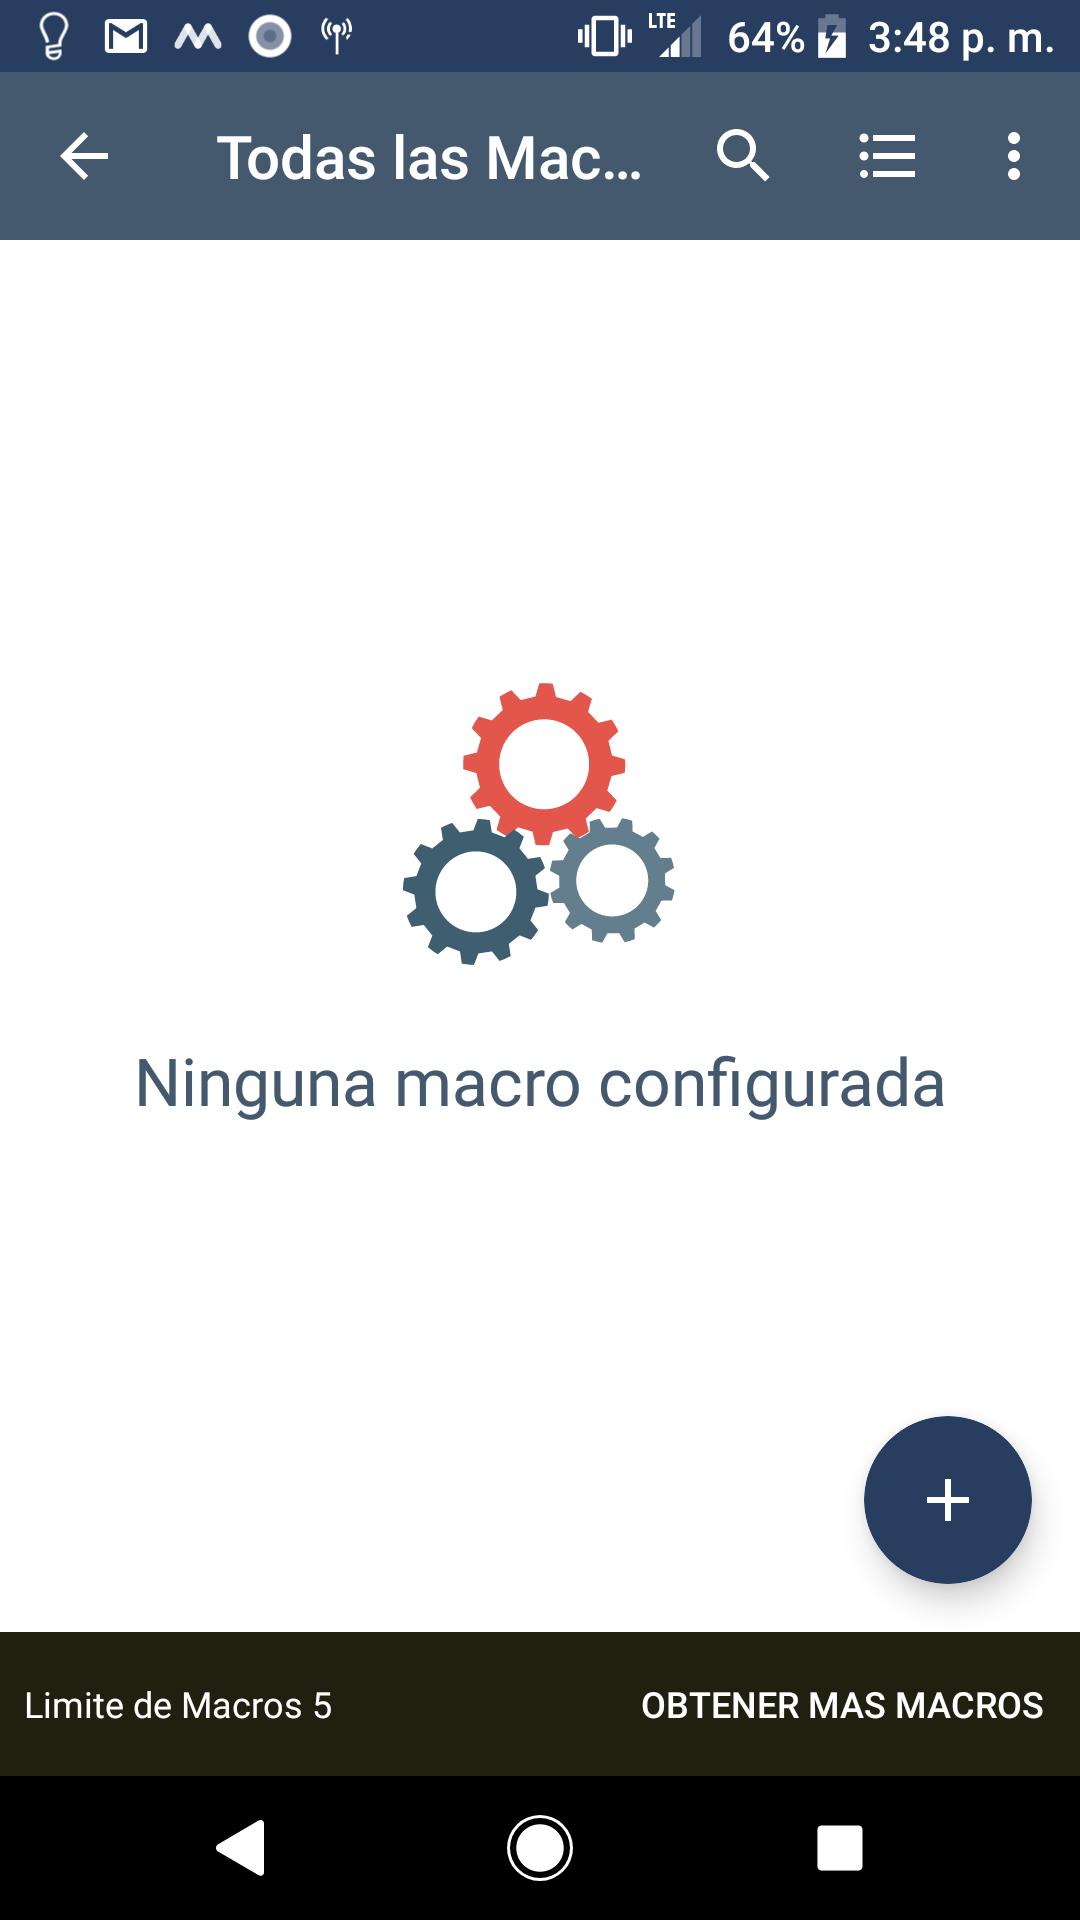 LTE 64% 3:48 p. m.
Todas las Mac...
Ninguna macro configurada
Limite de Macros 5 OBTENER MAS MACROS